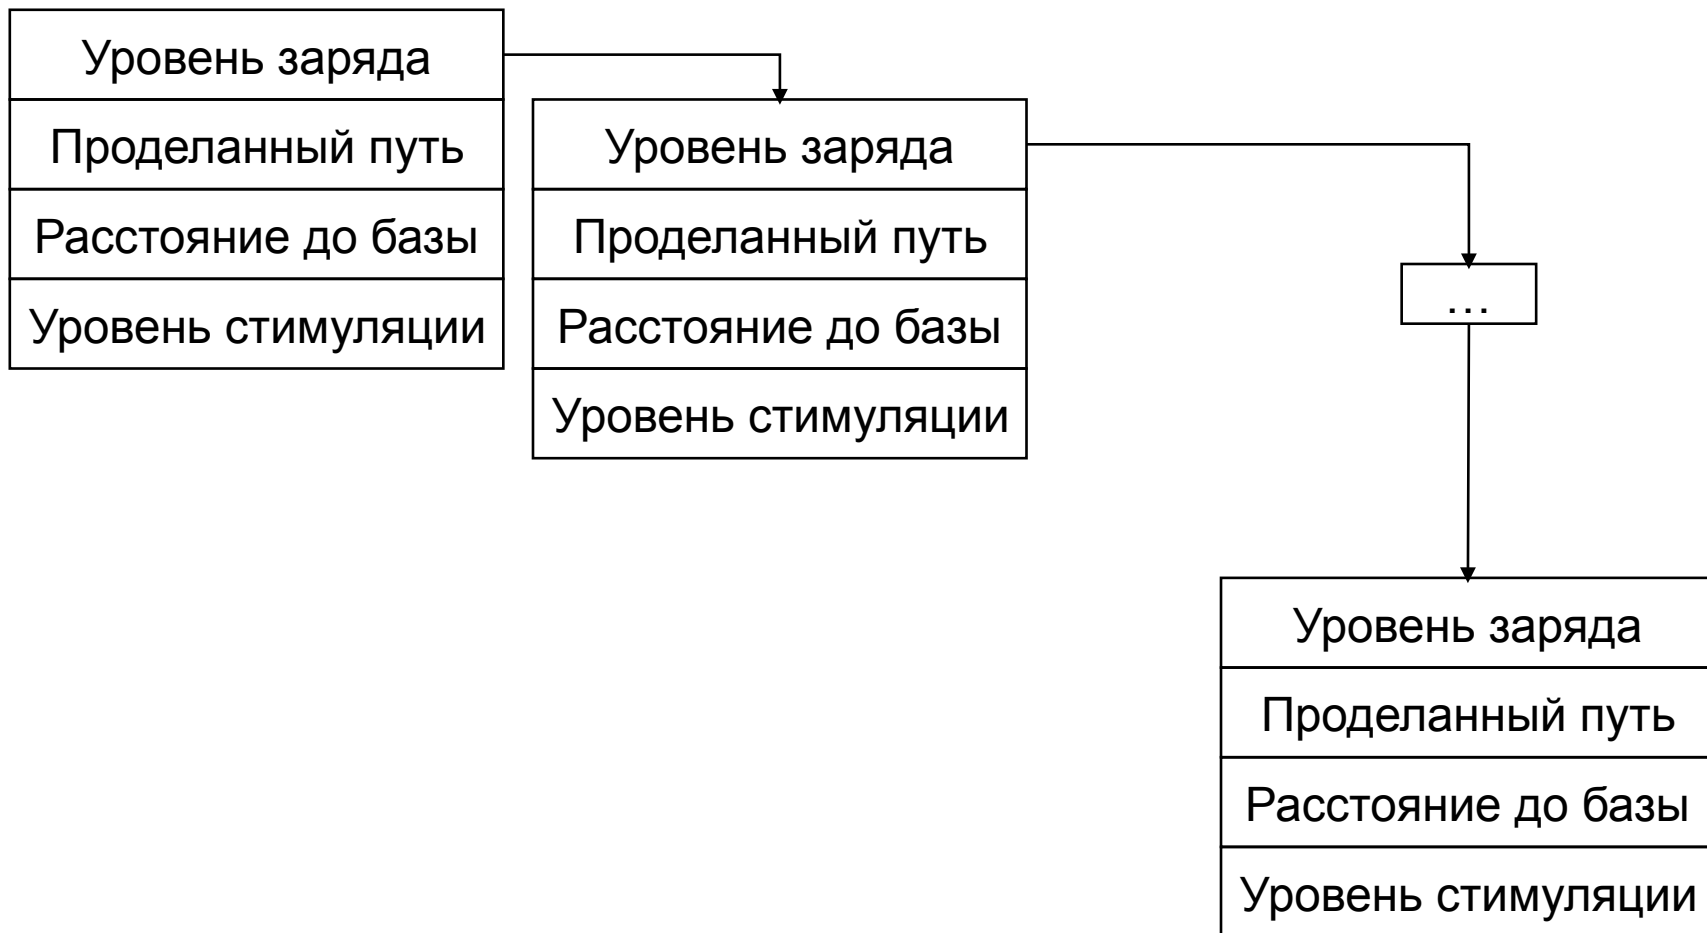 Уровень заряда
Проделанный путь
Расстояние до базы
Уровень стимуляции
Уровень заряда
Проделанный путь
Расстояние до базы
Уровень стимуляции
...
Уровень заряда
Проделанный путь
Расстояние до базы
Уровень стимуляции